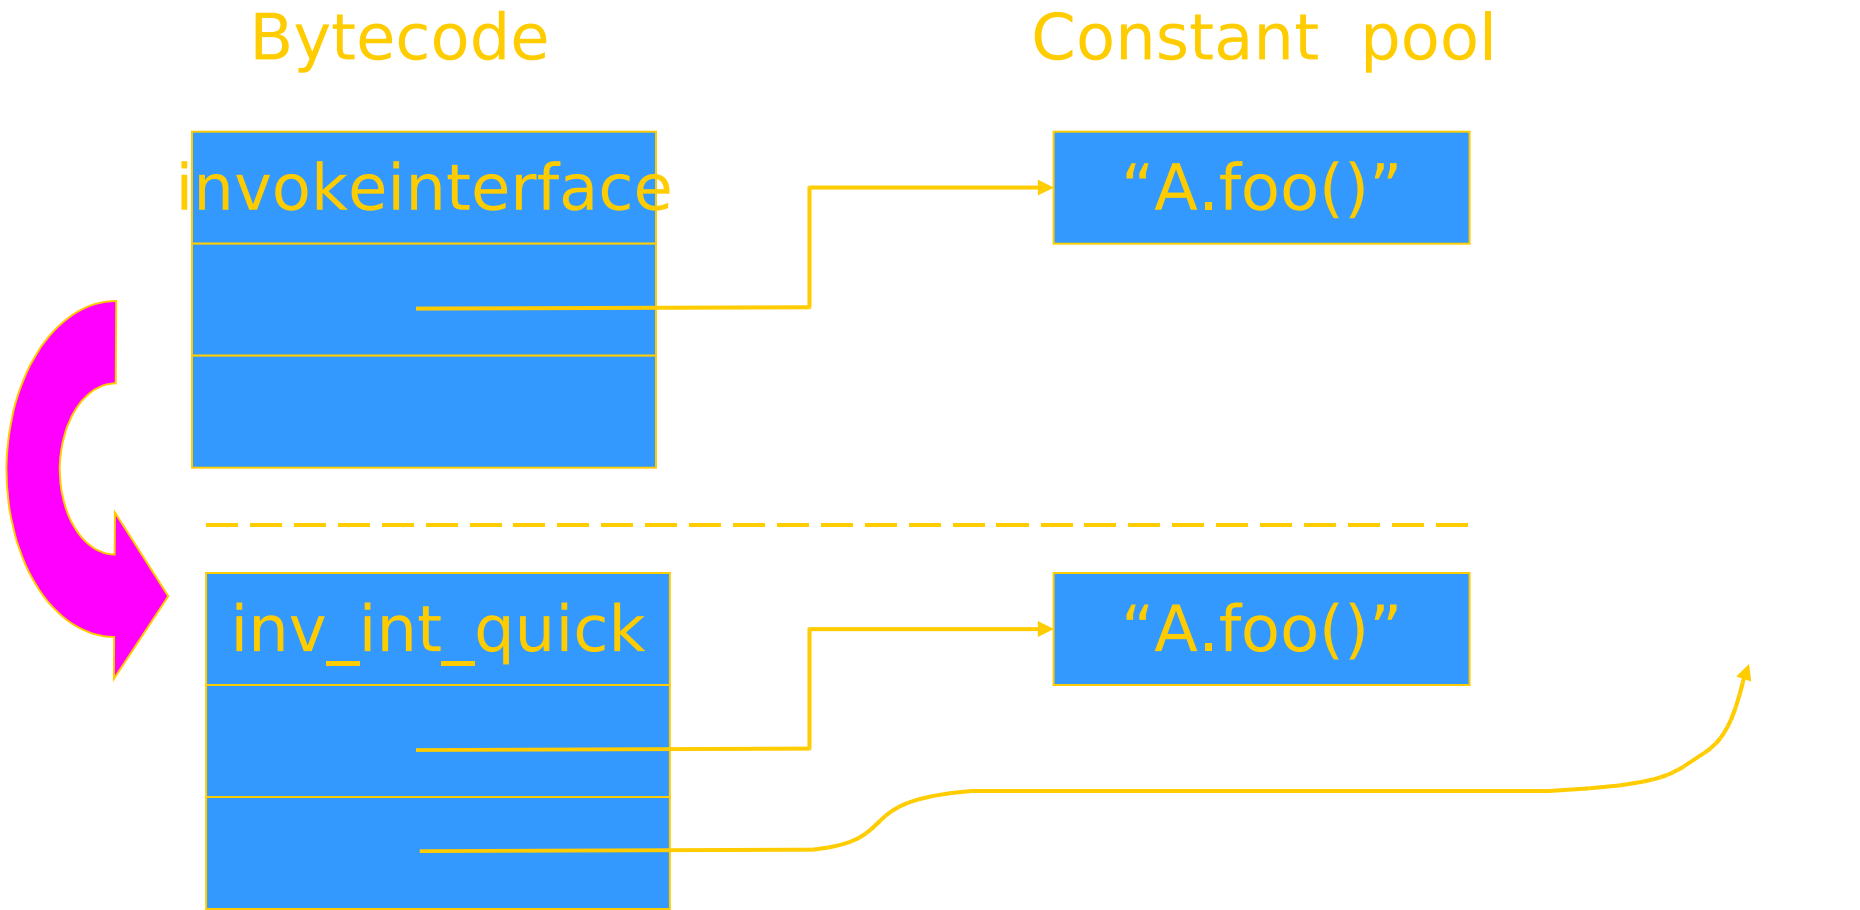 Bytecode Constant pool
invokeinterface “A.foo()”
inv_int_quick “A.foo()”